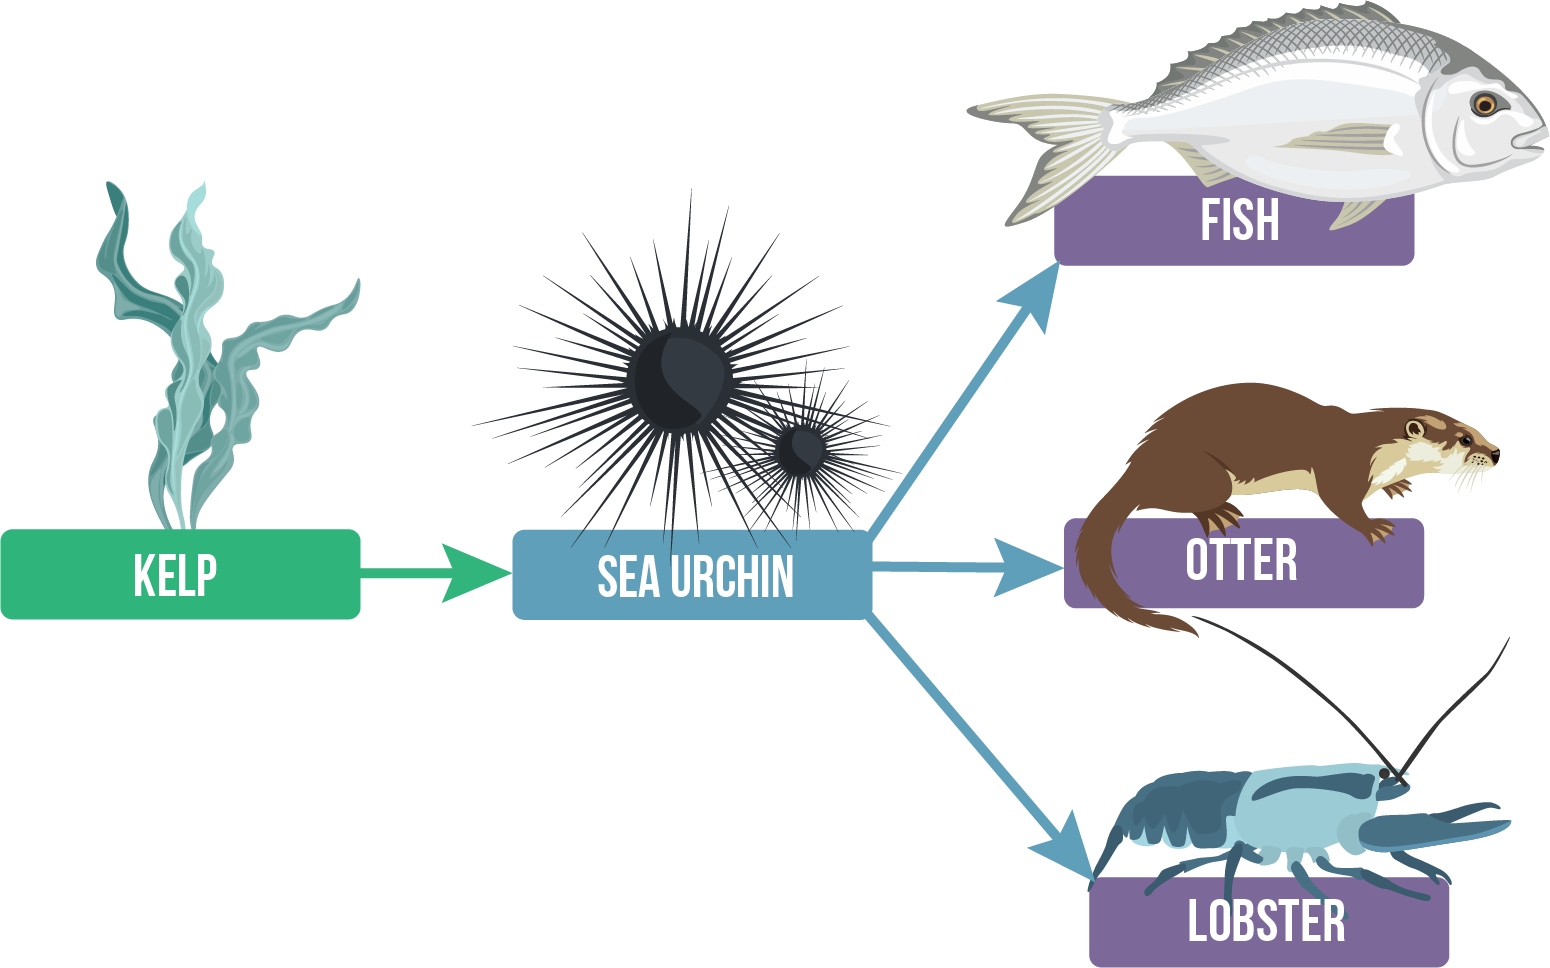 KELP
SEA URCHIN
FISH
OTTER
LOBSTER